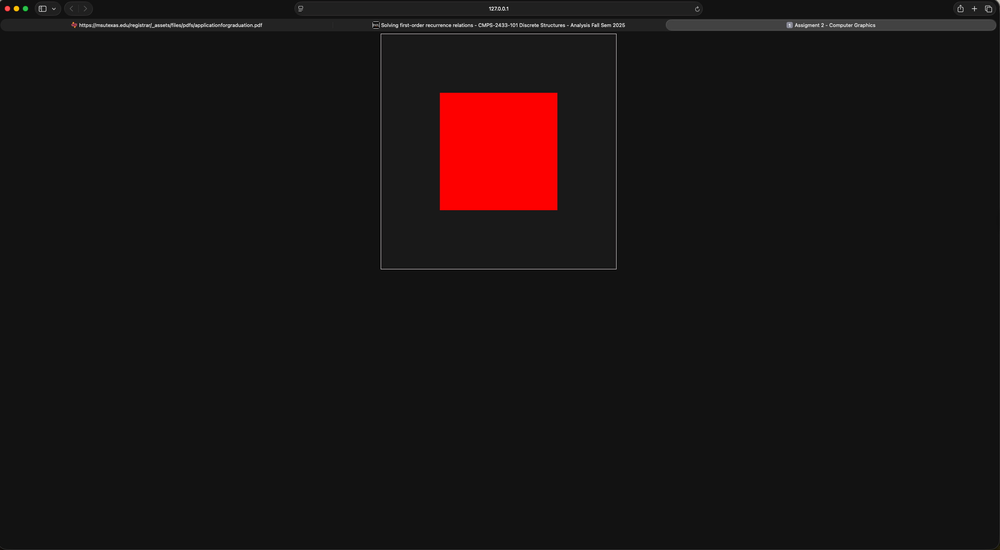 127.0.0.1
https://msutexas.edu/registrar/_assets/files/pdfs/applicationforgraduation.pdf
D2L Solving first-order recurrence relations - CMPS-2433-101 Discrete Structures - Analysis Fall Sem 2025
1 Assigment 2 - Computer Graphics